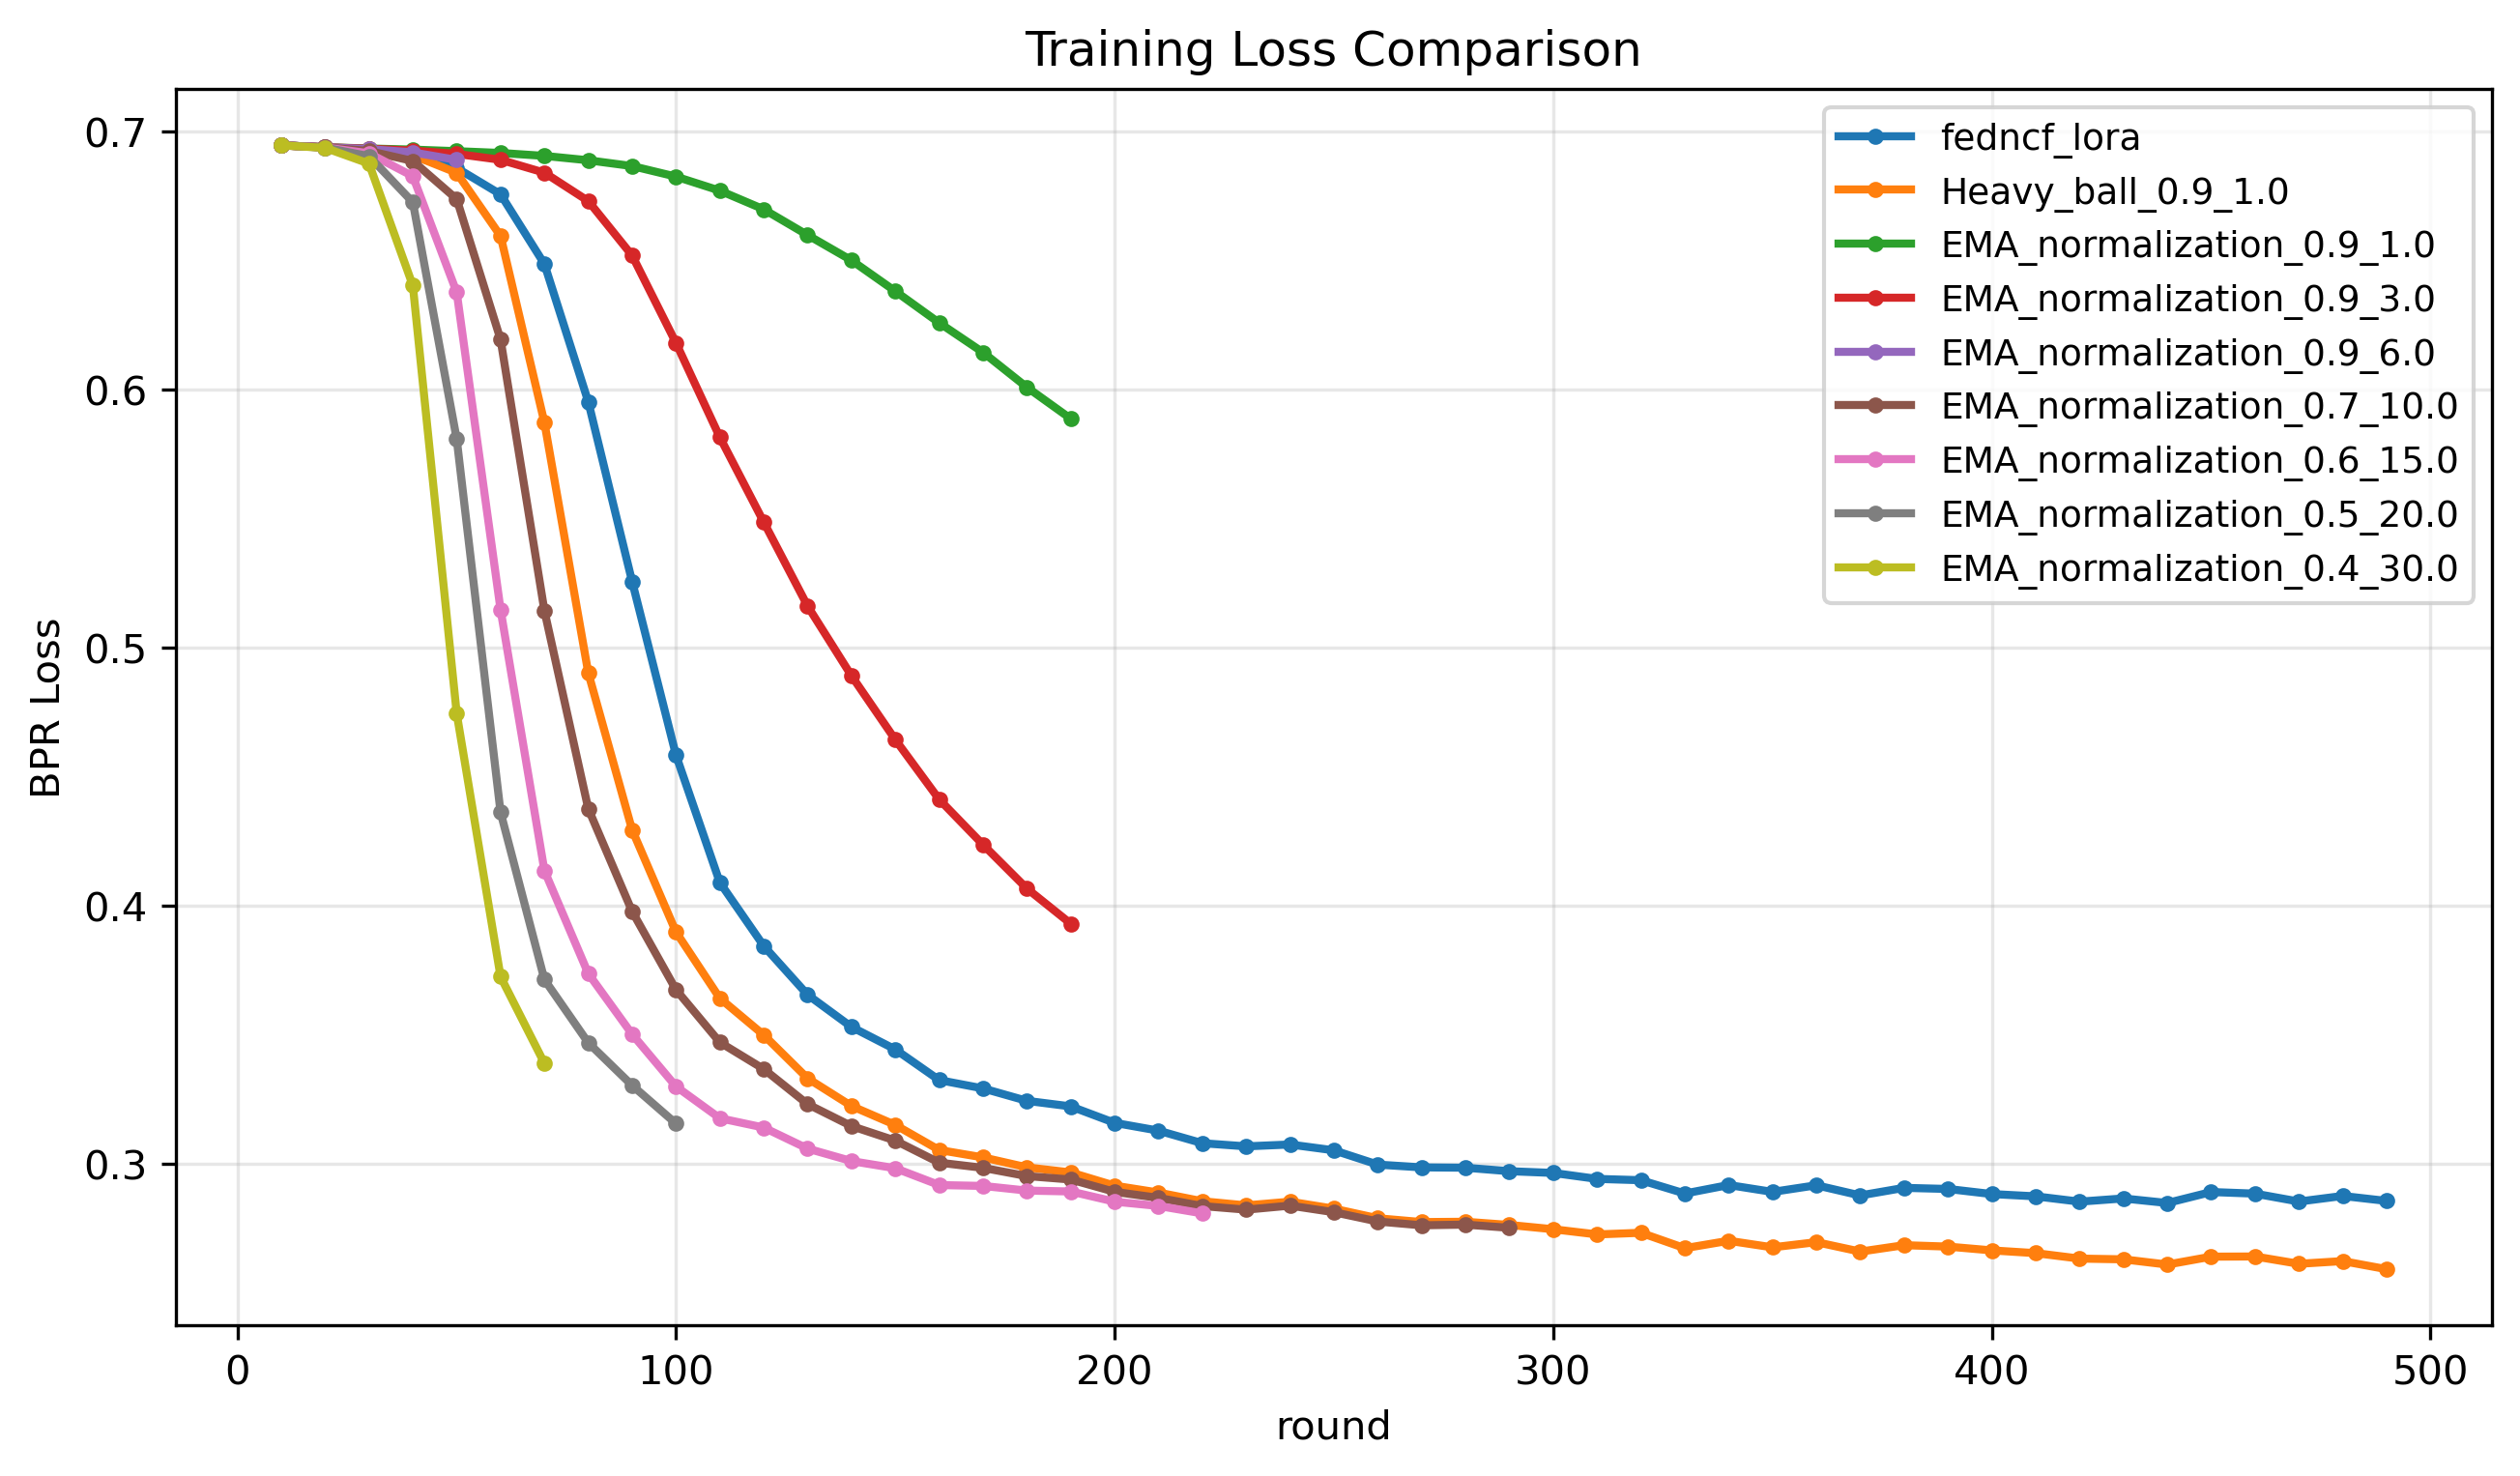 Training Loss Comparison
0.7
0.6
0.5
0.4
0.3
BPR Loss
fedncf_lora
Heavy_ball_0.9_1.0
EMA_normalization_0.9_1.0
EMA_normalization_0.9_3.0
EMA_normalization_0.9_6.0
EMA_normalization_0.7_10.0
EMA_normalization_0.6_15.0
EMA_normalization_0.5_20.0
EMA_normalization_0.4_30.0
0 100 200 300 400 500
round